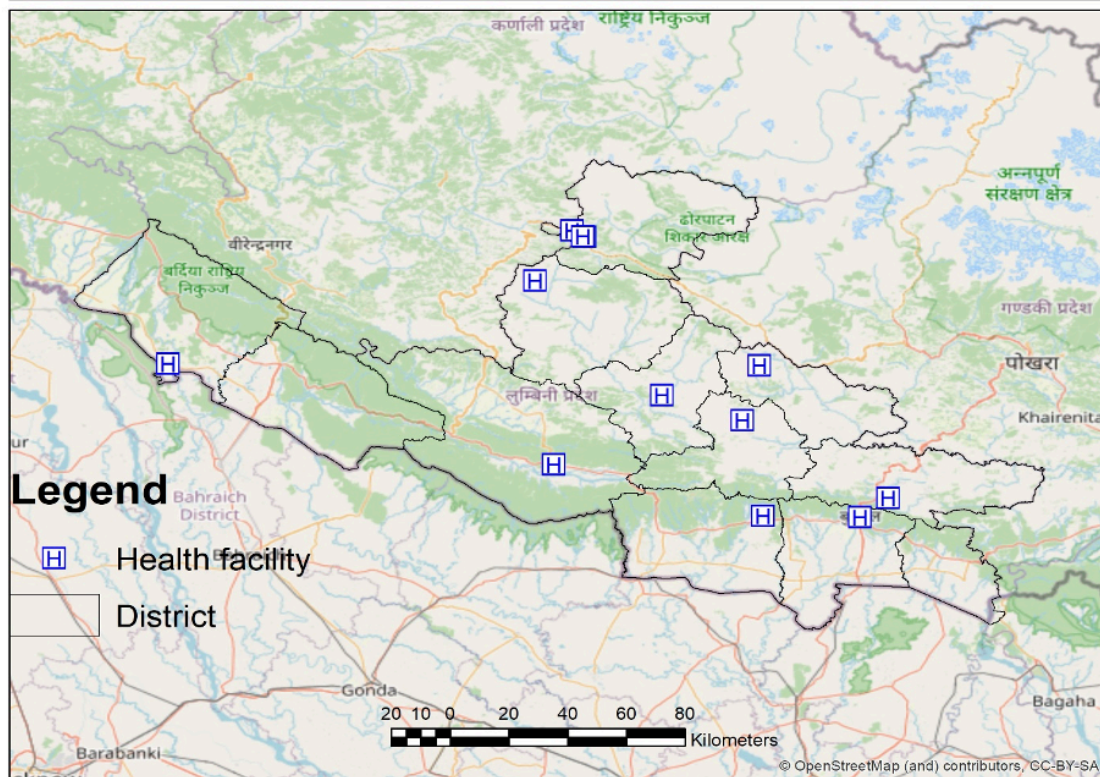 कर्णाली प्रदेश
राष्ट्रिय निकुञ्ज
अन्नपूर्ण
संरक्षण क्षेत्र
ढोरपाटन
शिकार आरक्ष
वीरेन्द्रनगर
बर्दिया राष्ट्रिय
निकुञ्ज
गण्डकी प्रदेश
पोखरा
लुम्बिनी प्रदेश
Khairenita
ur
Legend
Bahraich
District
H Health facility
District
Gonda
Bagaha
Barabanki
20 10 0 20 40 60 80
Kilometers
© OpenStreetMap (and) contributors, CC-BY-SA